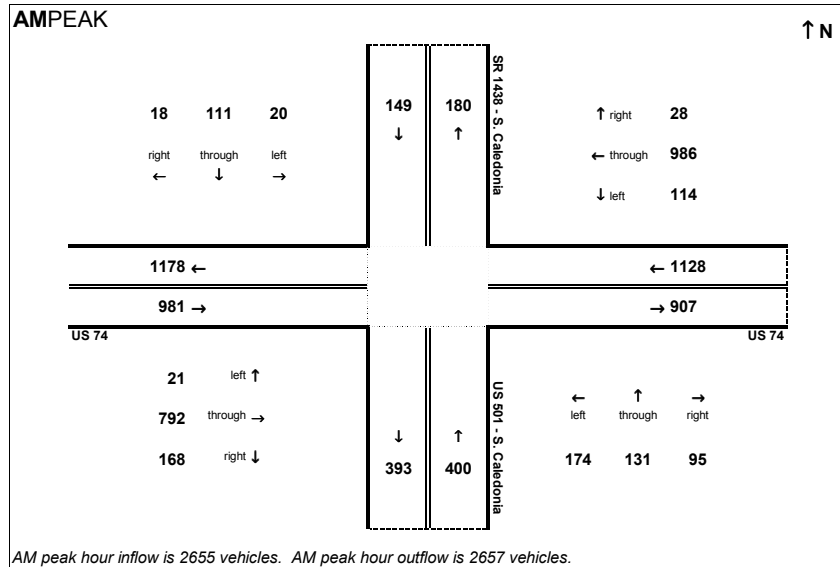 AMPEAK
↑ N
SR 1438 - S. Caledonia
149 180
↓ ↑
18 111 20
right through left
← ↓ →
↑ right 28
← through 986
↓ left 114
1178 ← ← 1128
981 → → 907
US 74 US 74
21 left ↑
792 through →
168 right ↓
US 501 - S. Caledonia
↓ ↑
393 400
← ↑ →
left through right
174 131 95
AM peak hour inflow is 2655 vehicles. AM peak hour outflow is 2657 vehicles.